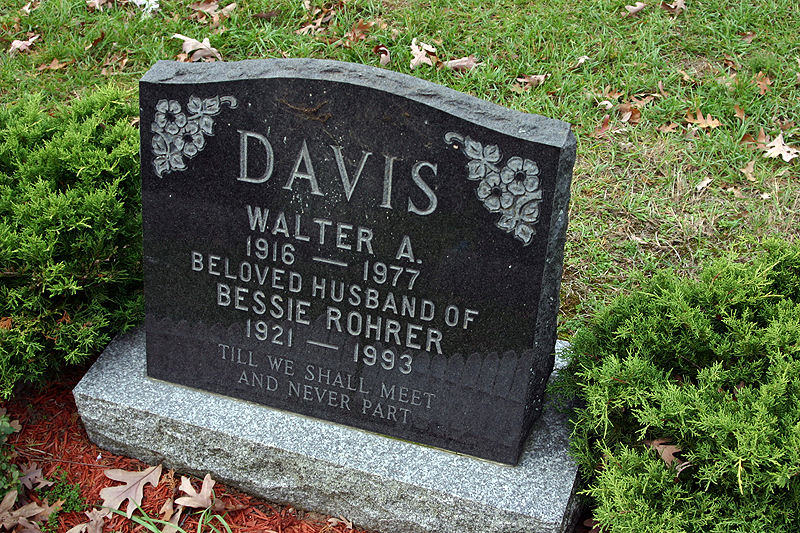 DAVIS
WALTER A.
1916 — 1977
BELOVED HUSBAND OF
BESSIE ROHRER
1921 — 1993
TILL WE SHALL MEET
AND NEVER PART